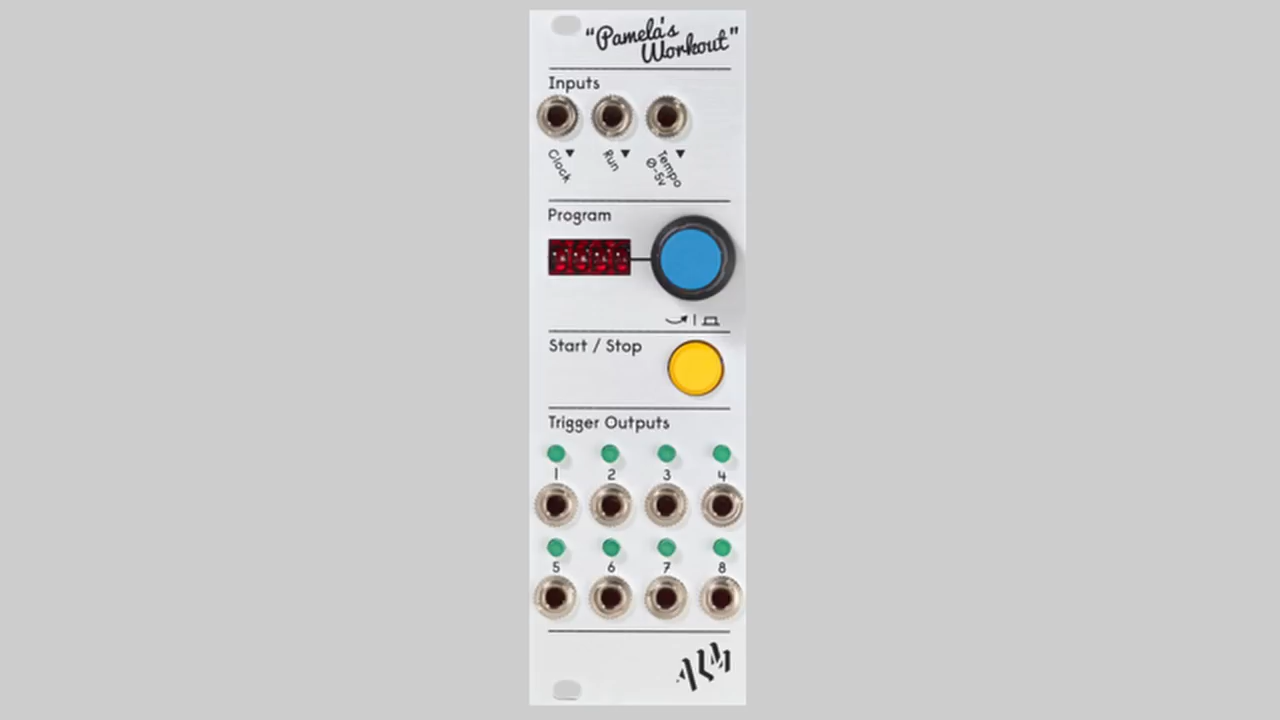 "Pamela's
Workout"
Inputs
Clock
Run
Tempo
0-5v
Program
Start / Stop
Trigger Outputs
1 2 3 4
5 6 7 8
ALM